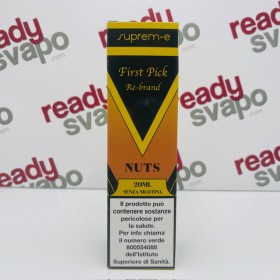 suprem-e
First Pick
Re-brand
NUTS
20ML
SENZA NICOTINA
Il prodotto può
contenere sostanze
pericolose per
la salute.
Per info chiama
il numero verde
800554088
dell'Istituto
Superiore di Sanità.
ready
svapo
ready
svapo
ready
svapo
ready
svapo